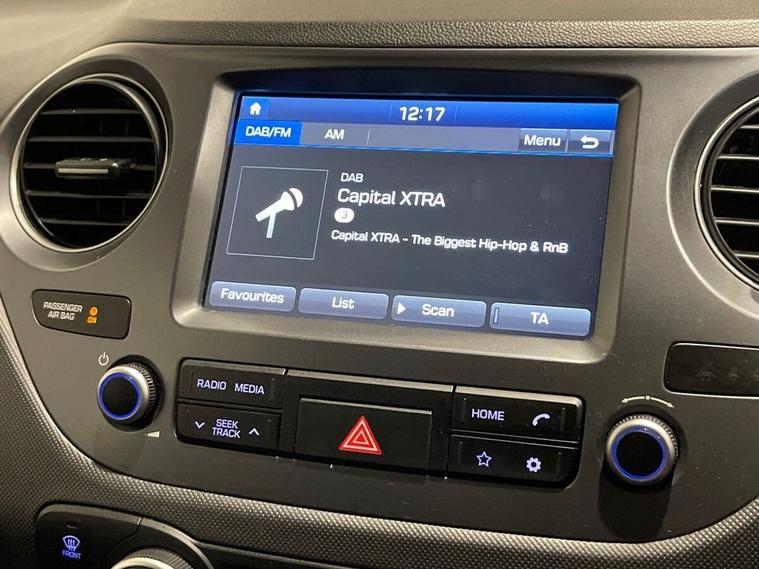 12:17
DAB/FM AM Menu
DAB
Capital XTRA
3
Capital XTRA - The Biggest Hip-Hop & RnB
Favourites List Scan TA
PASSENGER
AIR BAG
ON
RADIO MEDIA
HOME
SEEK
TRACK
FRONT